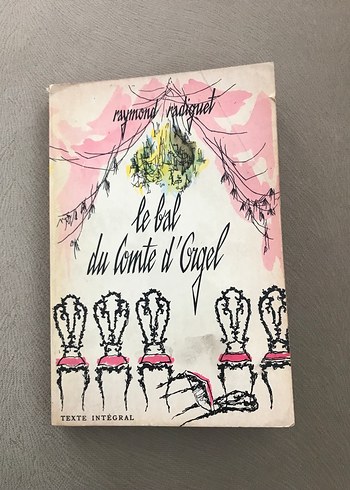 raymond radiguet
le bal
du Comte d'Orgel
TEXTE INTÉGRAL